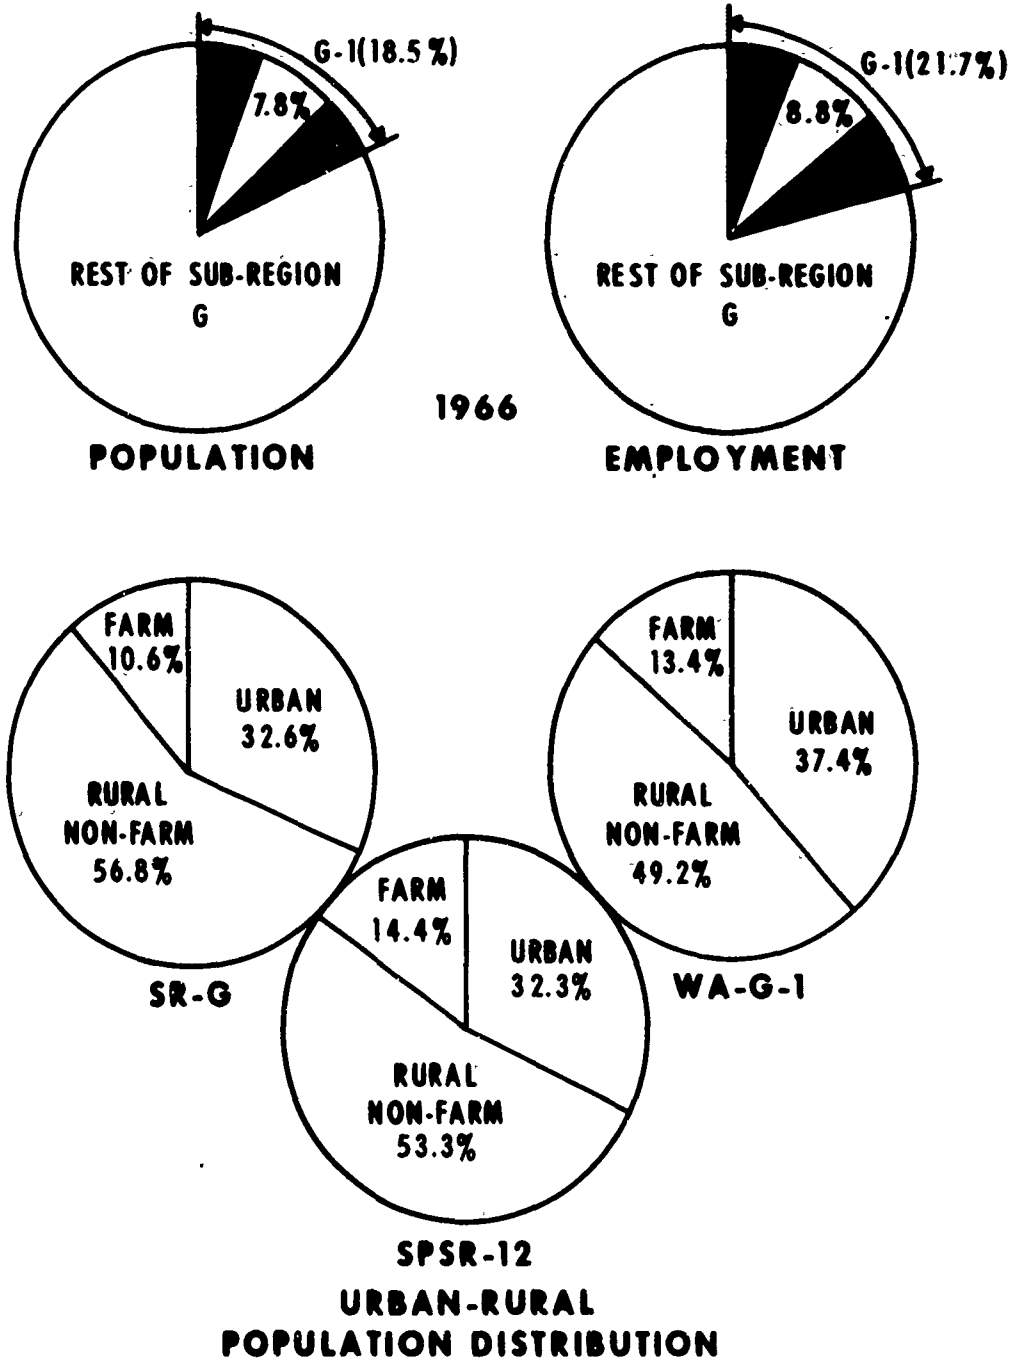 G-1(18.5%)
7.8%
REST OF SUB-REGION
G
POPULATION
G-1(21.7%)
8.8%
REST OF SUB-REGION
G
EMPLOYMENT
1966
FARM
10.6%
URBAN
32.6%
RURAL
NON-FARM
56.8%
SR-G
FARM
13.4%
URBAN
37.4%
RURAL
NON-FARM
49.2%
WA-G-1
FARM
14.4%
URBAN
32.3%
RURAL
NON-FARM
53.3%
SPSR-12
URBAN-RURAL
POPULATION DISTRIBUTION